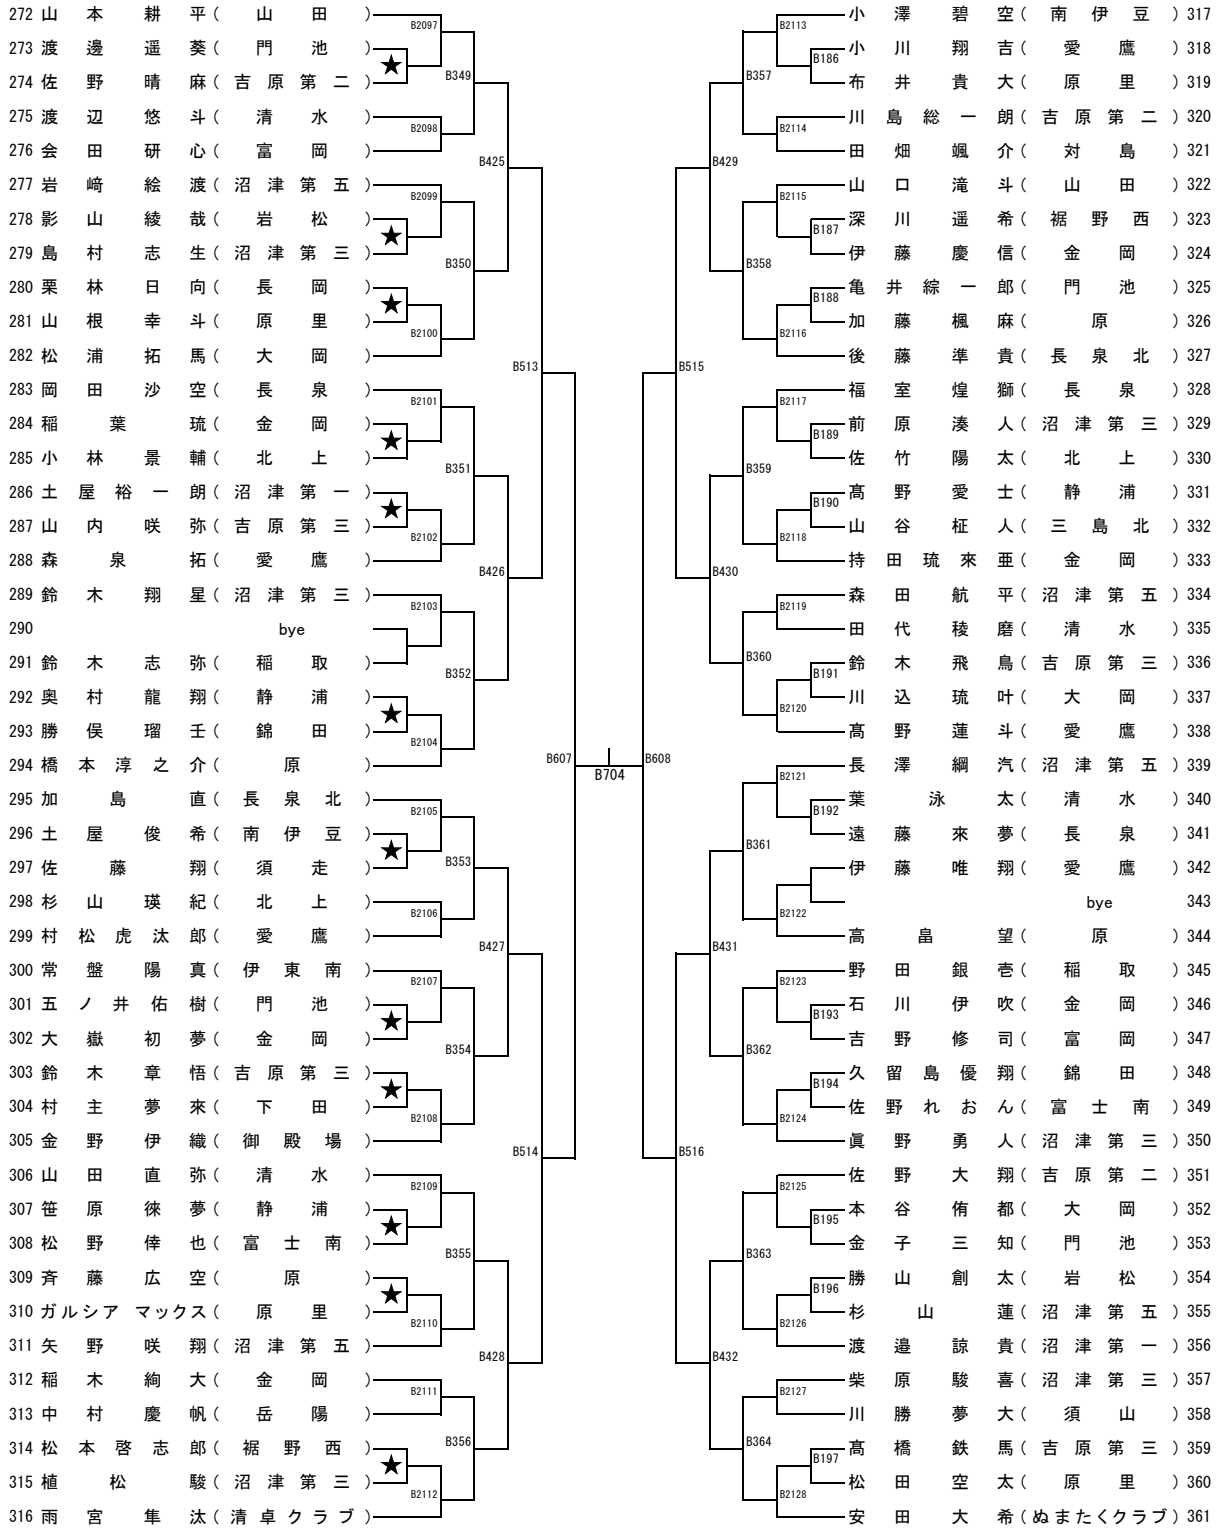 272 山本耕平(山田)
273 渡邊遥葵(門池)
274 佐野晴麻(吉原第二)
275 渡辺悠斗(清水)
276 会田研心(富岡)
277 岩﨑絵渡(沼津第五)
278 影山綾哉(岩松)
279 島村志生(沼津第三)
280 栗林日向(長岡)
281 山根幸斗(原里)
282 松浦拓馬(大岡)
283 岡田沙空(長泉)
284 稲葉琉(金岡)
285 小林景輔(北上)
286 土屋裕一朗(沼津第一)
287 山内咲弥(吉原第三)
288 森泉拓(愛鷹)
289 鈴木翔星(沼津第三)
290 bye
291 鈴木志弥(稲取)
292 奥村龍翔(静浦)
293 勝俣瑠壬(錦田)
294 橋本淳之介(原)
295 加島直(長泉北)
296 土屋俊希(南伊豆)
297 佐藤翔(須走)
298 杉山瑛紀(北上)
299 村松虎汰郎(愛鷹)
300 常盤陽真(伊東南)
301 五ノ井佑樹(門池)
302 大嶽初夢(金岡)
303 鈴木章悟(吉原第三)
304 村主夢來(下田)
305 金野伊織(御殿場)
306 山田直弥(清水)
307 笹原徠夢(静浦)
308 松野倖也(富士南)
309 斉藤広空(原)
310 ガルシア マックス(原里)
311 矢野咲翔(沼津第五)
312 稲木絢大(金岡)
313 中村慶帆(岳陽)
314 松本啓志郎(裾野西)
315 植松駿(沼津第三)
316 雨宮隼汰(清卓クラブ)
B2097
★
B2098
B2099
★
★
B2100
B2101
★
★
B2102
B2103
★
B2104
B2105
★
B2106
B2107
★
★
B2108
B2109
★
★
B2110
B2111
★
B2112
B349
B350
B351
B352
B353
B354
B355
B356
B425
B426
B427
B428
B513
B514
B607
B704
B608
B515
B516
B429
B430
B431
B432
B357
B358
B359
B360
B361
B362
B363
B364
B2113
B186
B2114
B2115
B187
B188
B2116
B2117
B189
B190
B2118
B2119
B191
B2120
B2121
B192
B2122
B2123
B193
B194
B2124
B2125
B195
B196
B2126
B2127
B197
B2128
小澤碧空(南伊豆) 317
小川翔吉(愛鷹) 318
布井貴大(原里) 319
川島総一朗(吉原第二) 320
田畑颯介(対島) 321
山口滝斗(山田) 322
深川遥希(裾野西) 323
伊藤慶信(金岡) 324
亀井綜一郎(門池) 325
加藤楓麻(原) 326
後藤準貴(長泉北) 327
福室煌獅(長泉) 328
前原湊人(沼津第三) 329
佐竹陽太(北上) 330
髙野愛士(静浦) 331
山谷柾人(三島北) 332
持田琉來亜(金岡) 333
森田航平(沼津第五) 334
田代稜磨(清水) 335
鈴木飛鳥(吉原第三) 336
川込琉叶(大岡) 337
髙野蓮斗(愛鷹) 338
長澤綱汽(沼津第五) 339
葉泳太(清水) 340
遠藤來夢(長泉) 341
伊藤唯翔(愛鷹) 342
bye 343
高畠望(原) 344
野田銀壱(稲取) 345
石川伊吹(金岡) 346
吉野修司(富岡) 347
久留島優翔(錦田) 348
佐野れおん(富士南) 349
眞野勇人(沼津第三) 350
佐野大翔(吉原第二) 351
本谷侑都(大岡) 352
金子三知(門池) 353
勝山創太(岩松) 354
杉山蓮(沼津第五) 355
渡邉諒貴(沼津第一) 356
柴原駿喜(沼津第三) 357
川勝夢大(須山) 358
髙橋鉄馬(吉原第三) 359
松田空太(原里) 360
安田大希(ぬまたくクラブ) 361